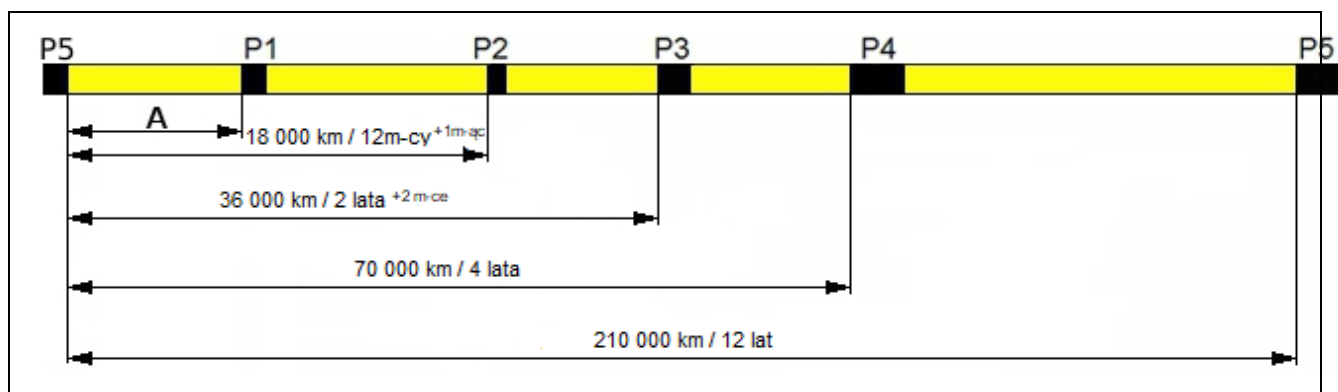 P5 P1 P2 P3 P4 P5
A
18 000 km / 12m-cy +1m-ąc
36 000 km / 2 lata +2 m-ce
70 000 km / 4 lata
210 000 km / 12 lat